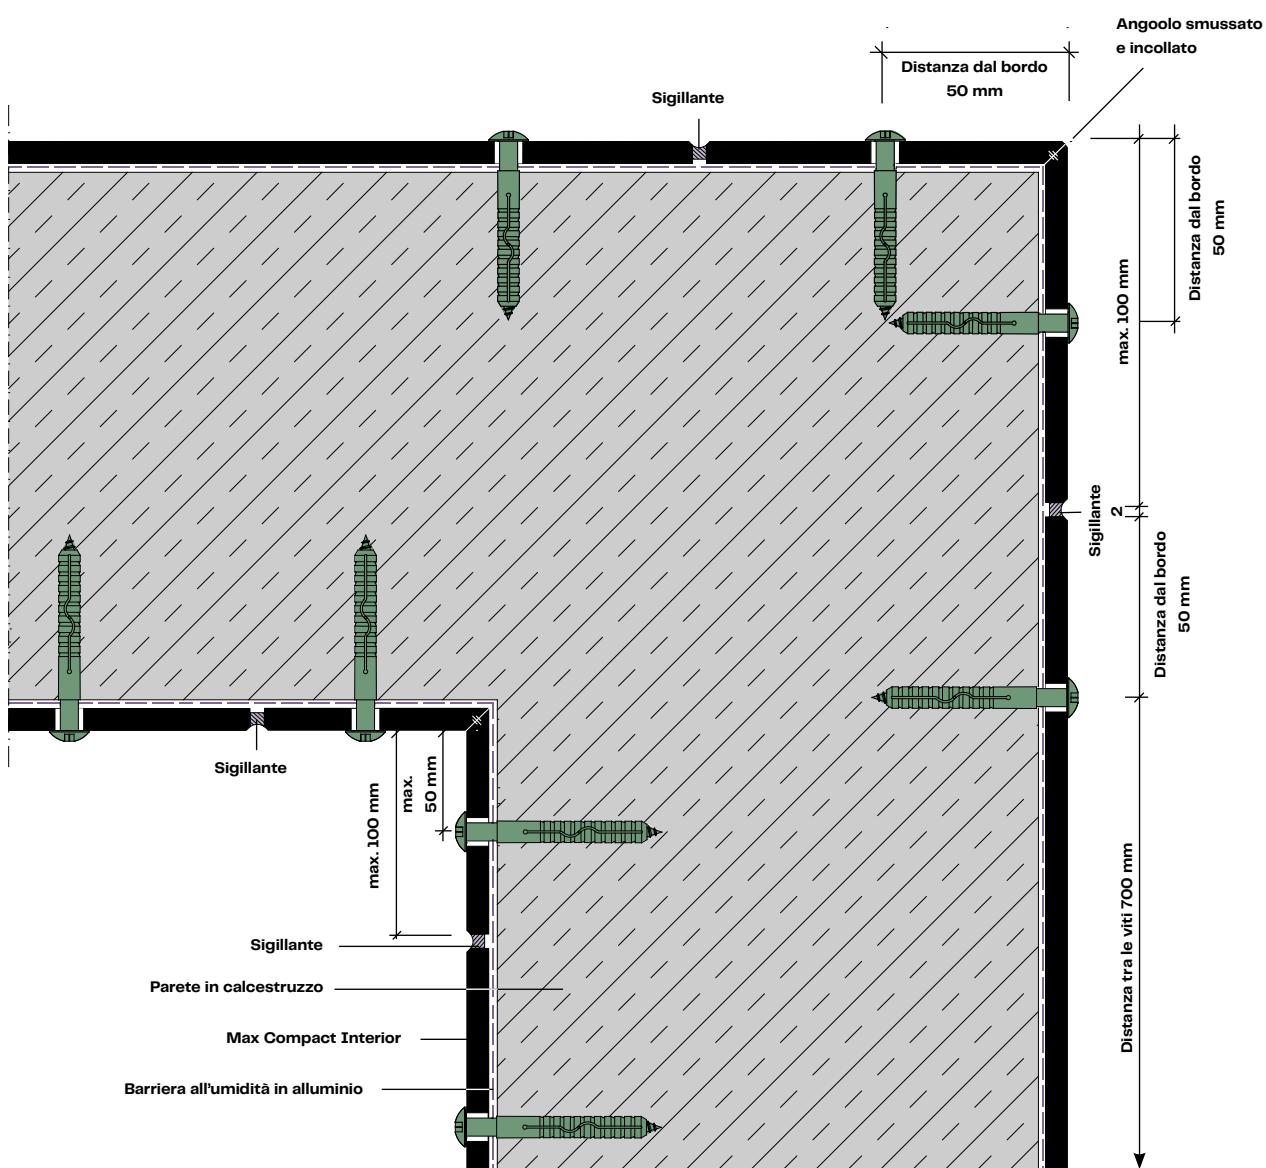 Angoolo smussato
e incollato
Distanza dal bordo
50 mm
Sigillante
Distanza dal bordo
50 mm
max. 100 mm
Sigillante
2
Distanza dal bordo
50 mm
Sigillante
max. 100 mm
max.
50 mm
Distanza tra le viti 700 mm
Sigillante
Parete in calcestruzzo
Max Compact Interior
Barriera all'umidità in alluminio